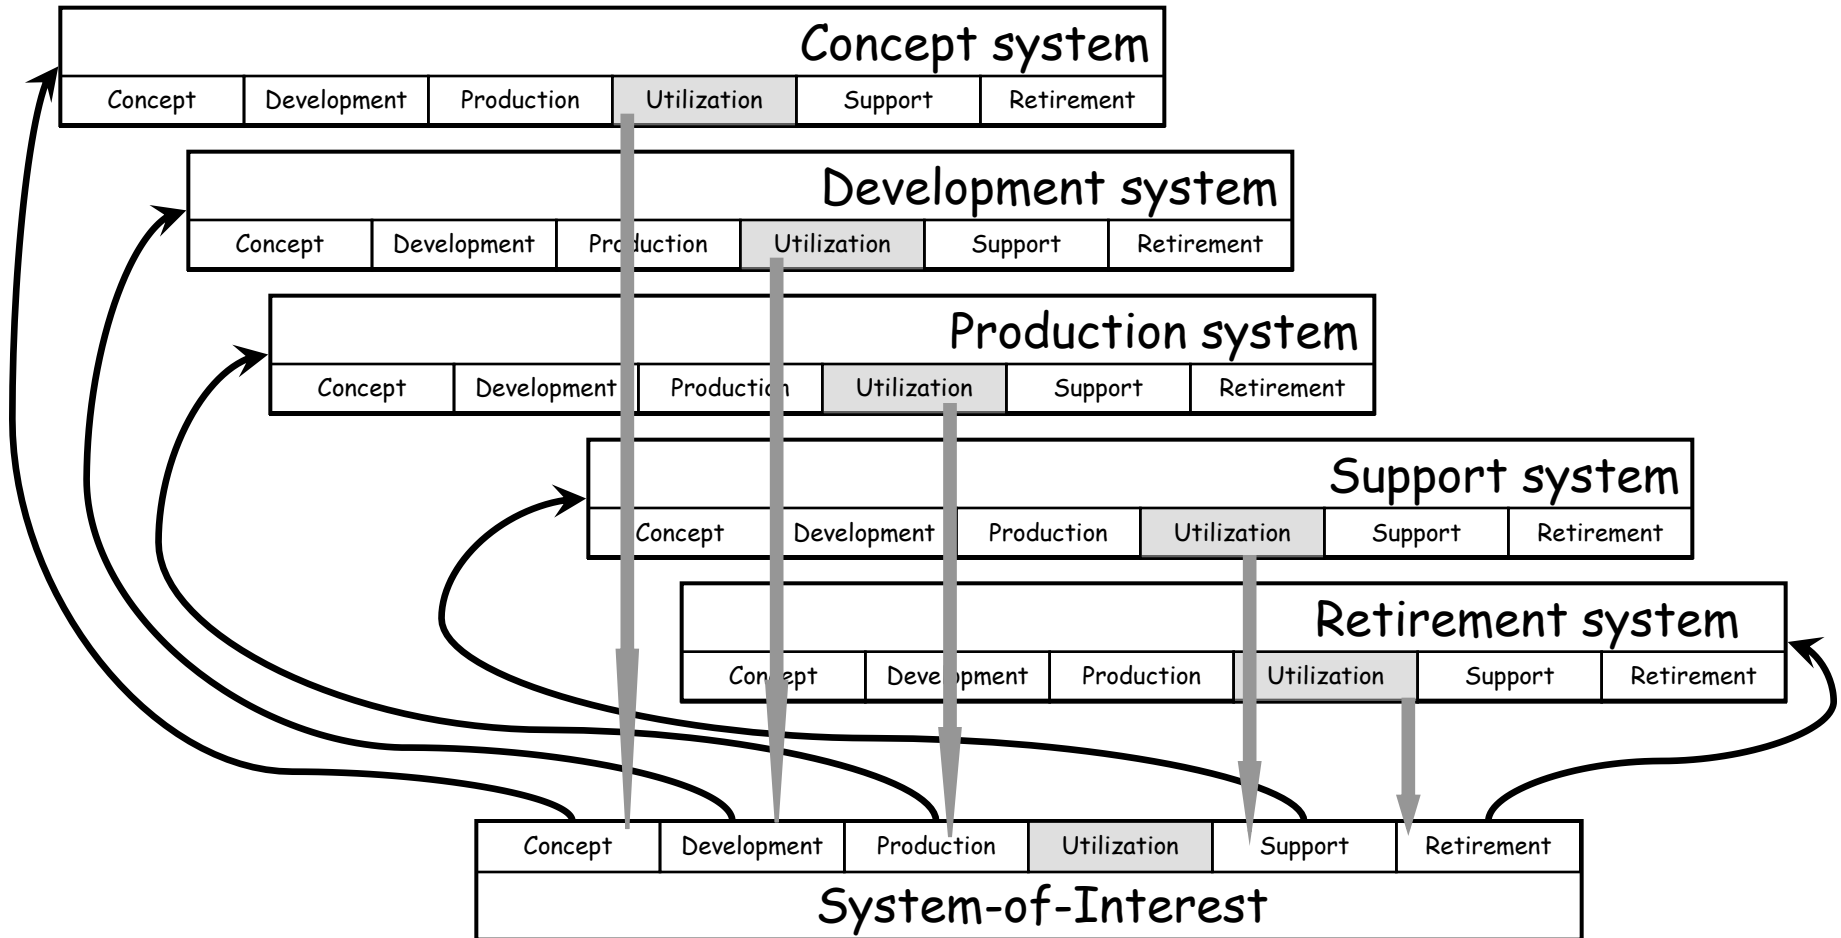 Concept system
Concept Development Production Utilization Support Retirement
Development system
Concept Development Production Utilization Support Retirement
Production system
Concept Development Production Utilization Support Retirement
Support system
Concept Development Production Utilization Support Retirement
Retirement system
Concept Development Production Utilization Support Retirement
Concept Development Production Utilization Support Retirement
System-of-Interest